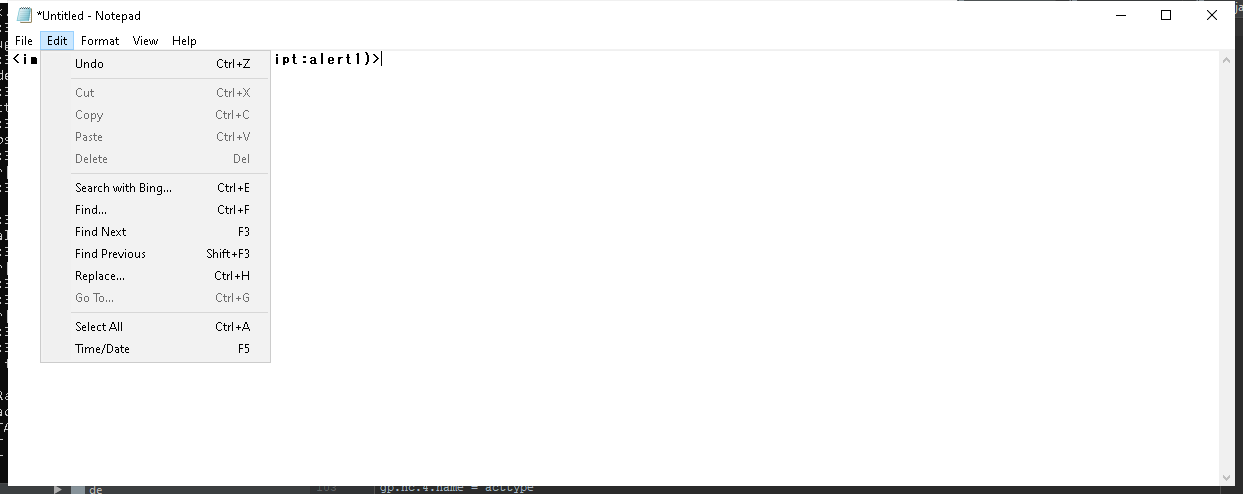 *Untitled - Notepad
File Edit Format View Help
<im ipt:alert1)>
Undo Ctrl+Z
Cut Ctrl+X
Copy Ctrl+C
Paste Ctrl+V
Delete Del
Search with Bing... Ctrl+E
Find... Ctrl+F
Find Next F3
Find Previous Shift+F3
Replace... Ctrl+H
Go To... Ctrl+G
Select All Ctrl+A
Time/Date F5
de
gp.nc.4.name = acttype